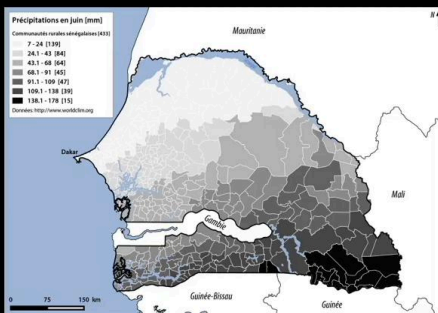 Précipitations en juin [mm]
Communautés rurales sénégalaises [433]
7 - 24 [139]
24.1 - 43 [84]
43.1 - 68 [64]
68.1 - 91 [45]
91.1 - 109 [47]
109.1 - 138 [39]
138.1 - 178 [15]
Données: http://www.worldclim.org
Mauritanie
Dakar
Mali
Gambie
Guinée-Bissau
Guinée
0 75 150 km